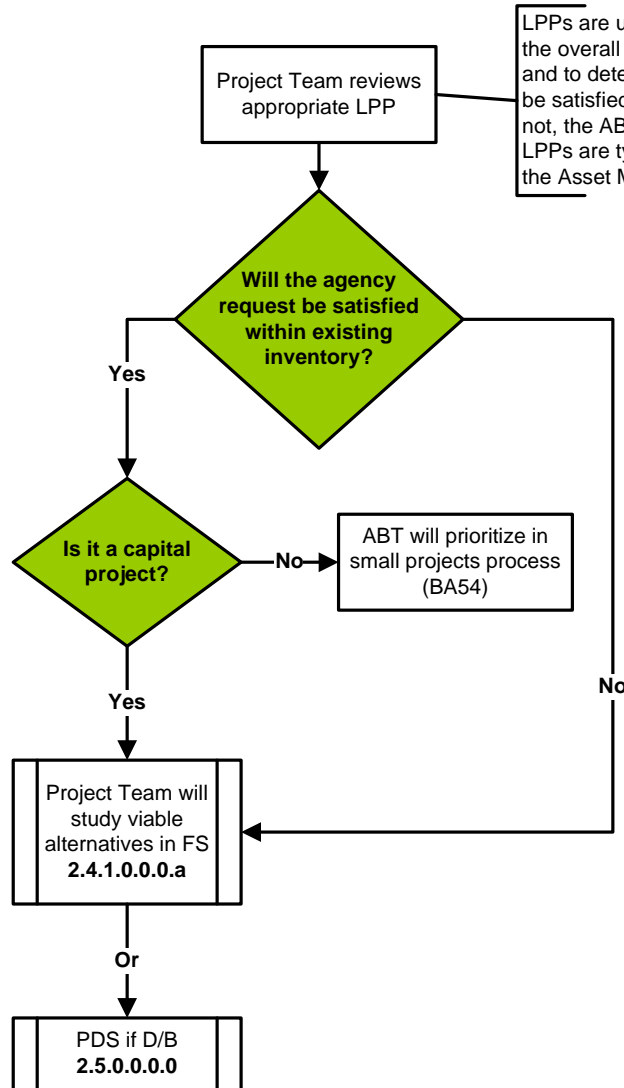 Project Team reviews
appropriate LPP
LPPs are
the overall
and to
be satisfied
not, the
LPPs are
the Asset
Will the agency
request be satisfied
within existing
inventory?
Yes
Is it a capital
project?
No
ABT will prioritize in
small projects process
(BA54)
No
Yes
Project Team will
study viable
alternatives in FS
2.4.1.0.0.0.a
Or
PDS if D/B
2.5.0.0.0.0